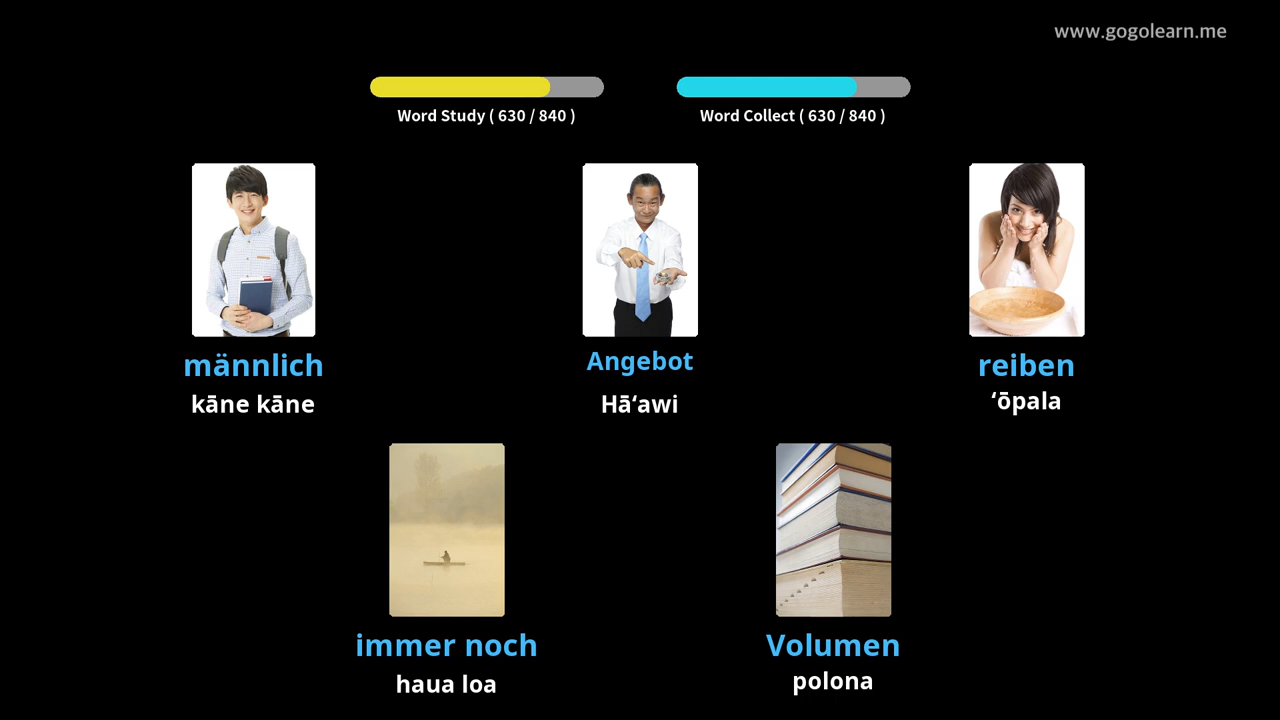 www.gogolearn.me
Word Study ( 630 / 840 )
Word Collect ( 630 / 840 )
männlich
kāne kāne
Angebot
Hāʻawi
reiben
ʻōpala
immer noch
haua loa
Volumen
polona